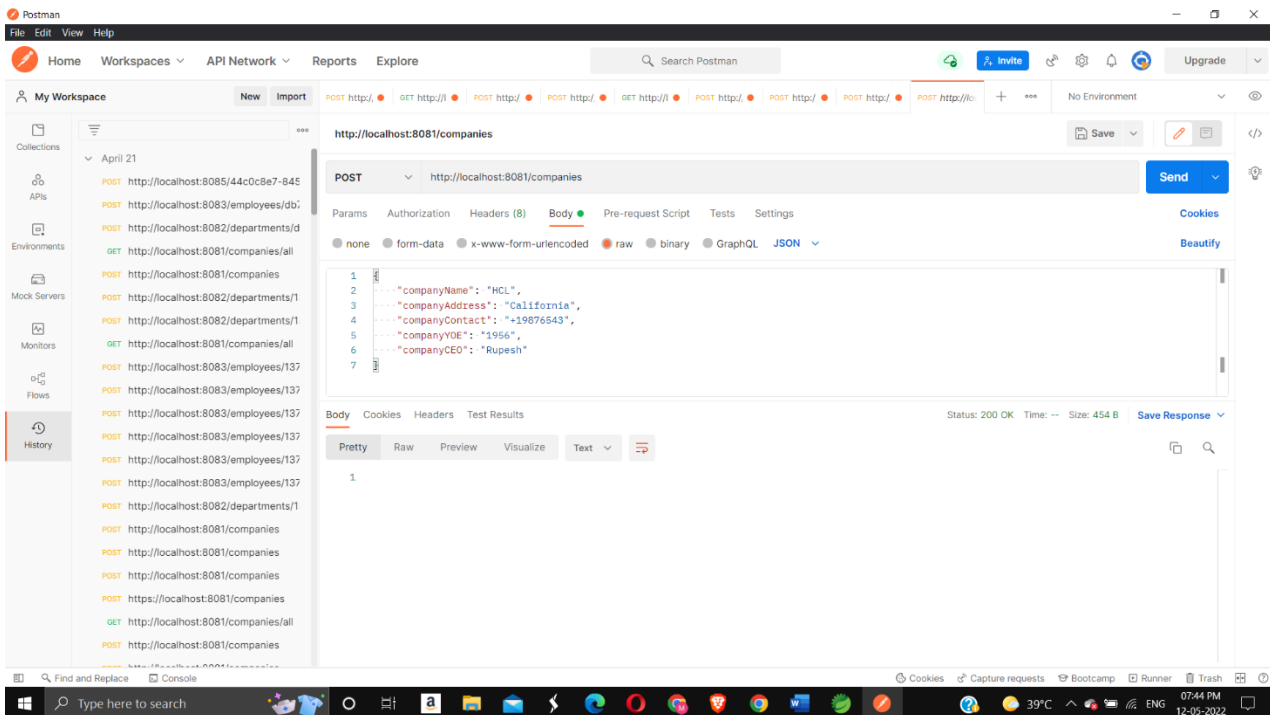 Postman
File Edit View Help
Home Workspaces API Network Reports Explore Search Postman Invite Upgrade
My Workspace New Import POST http:/, GET http://l POST http:/ POST http:/, GET http://l POST http:/, POST http:/ POST http:/ POST http://lo No Environment
Collections
APIs
Environments
Mock Servers
Monitors
Flows
History
April 21
POST http://localhost:8085/44c0c8e7-845
POST http://localhost:8083/employees/db7
POST http://localhost:8082/departments/d
GET http://localhost:8081/companies/all
POST http://localhost:8081/companies
POST http://localhost:8082/departments/1
POST http://localhost:8082/departments/1
GET http://localhost:8081/companies/all
POST http://localhost:8083/employees/137
POST http://localhost:8083/employees/137
POST http://localhost:8083/employees/137
POST http://localhost:8083/employees/137
POST http://localhost:8083/employees/137
POST http://localhost:8083/employees/137
POST http://localhost:8082/departments/1
POST http://localhost:8081/companies
POST http://localhost:8081/companies
POST http://localhost:8081/companies
POST https://localhost:8081/companies
GET http://localhost:8081/companies/all
POST http://localhost:8081/companies
http://localhost:8081/companies Save
POST http://localhost:8081/companies Send
Params Authorization Headers (8) Body Pre-request Script Tests Settings Cookies
none form-data x-www-form-urlencoded raw binary GraphQL JSON Beautify
1 {
2 "companyName": "HCL",
3 "companyAddress": "California",
4 "companyContact": "+19876543",
5 "companyYOE": "1956",
6 "companyCEO": "Rupesh"
7 }
Body Cookies Headers Test Results Status: 200 OK Time: -- Size: 454 B Save Response
Pretty Raw Preview Visualize Text
1
Find and Replace Console Cookies Capture requests Bootcamp Runner Trash
Type here to search 39°C ENG 07:44 PM
12-05-2022